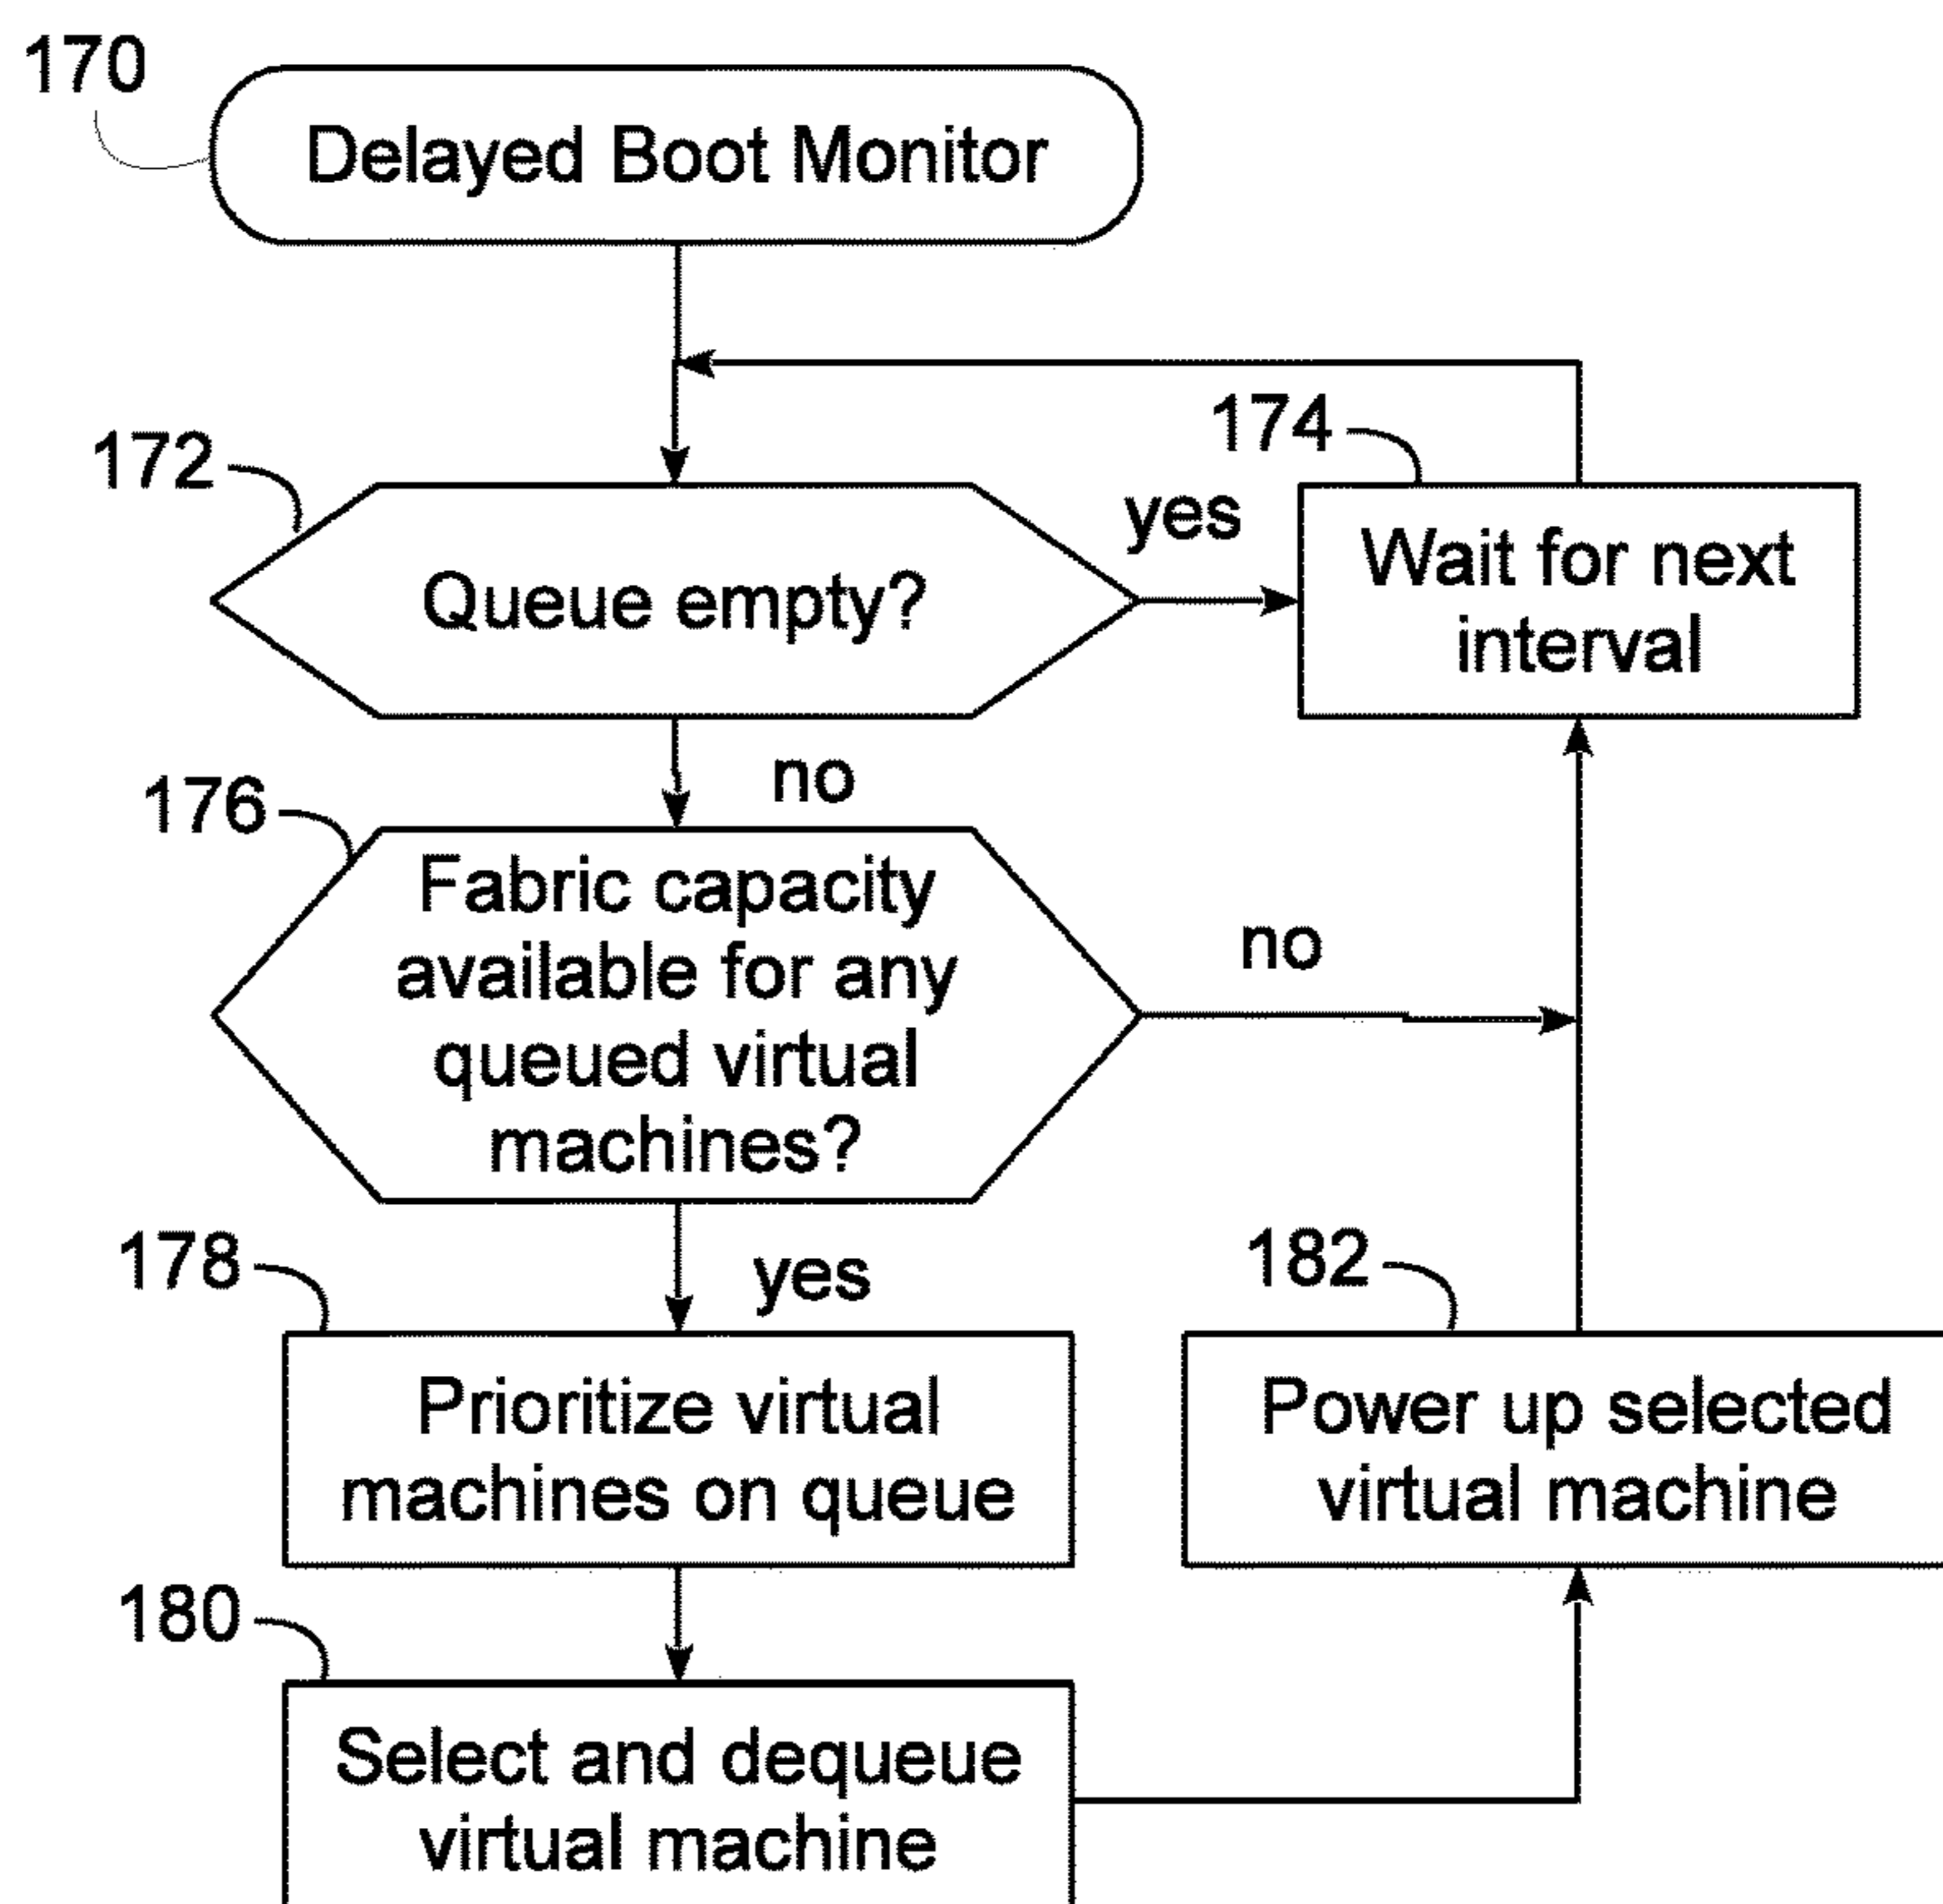 170
Delayed Boot Monitor
172
Queue empty?
yes
174
Wait for next
interval
no
176
Fabric capacity
available for any
queued virtual
machines?
no
yes
178
Prioritize virtual
machines on queue
180
Select and dequeue
virtual machine
182
Power up selected
virtual machine